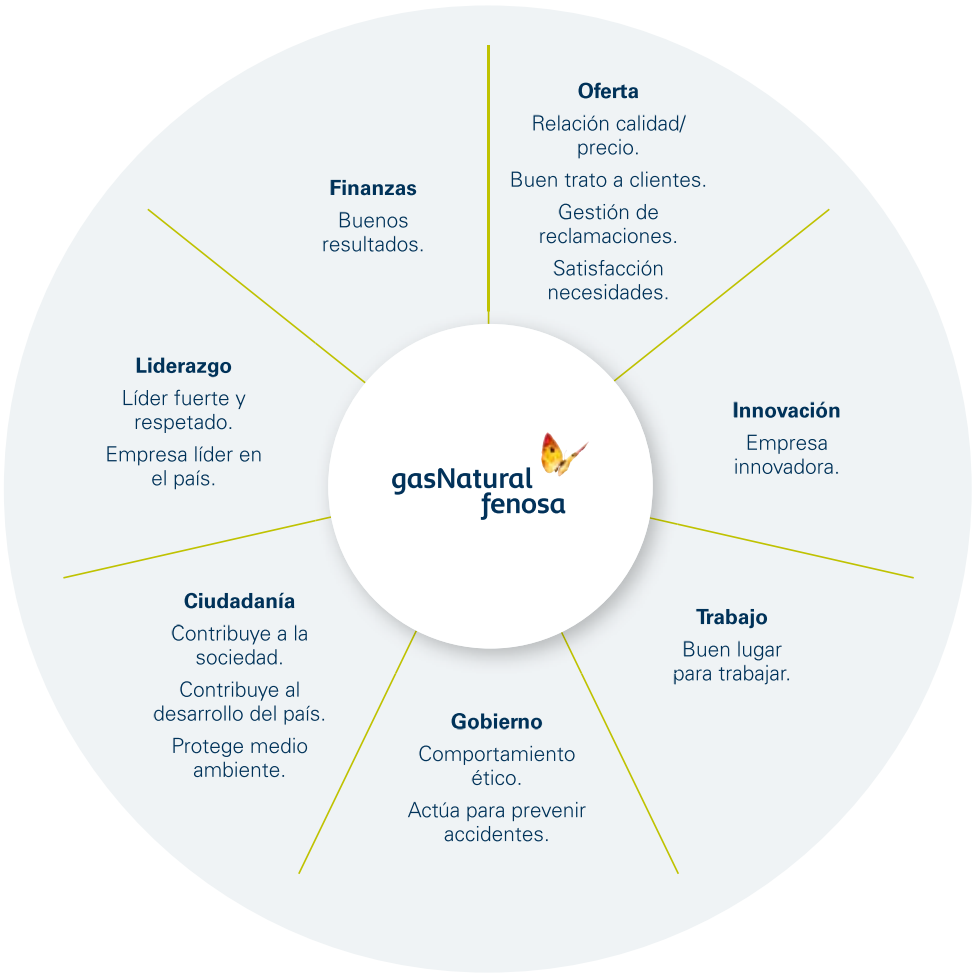 Oferta
Relación calidad/
precio.
Buen trato a clientes.
Gestión de
reclamaciones.
Satisfacción
necesidades.
Innovación
Empresa
innovadora.
Trabajo
Buen lugar
para trabajar.
Gobierno
Comportamiento
ético.
Actúa para prevenir
accidentes.
Ciudadanía
Contribuye a la
sociedad.
Contribuye al
desarrollo del país.
Protege medio
ambiente.
Liderazgo
Líder fuerte y
respetado.
Empresa líder en
el país.
Finanzas
Buenos
resultados.
gasNatural
fenosa